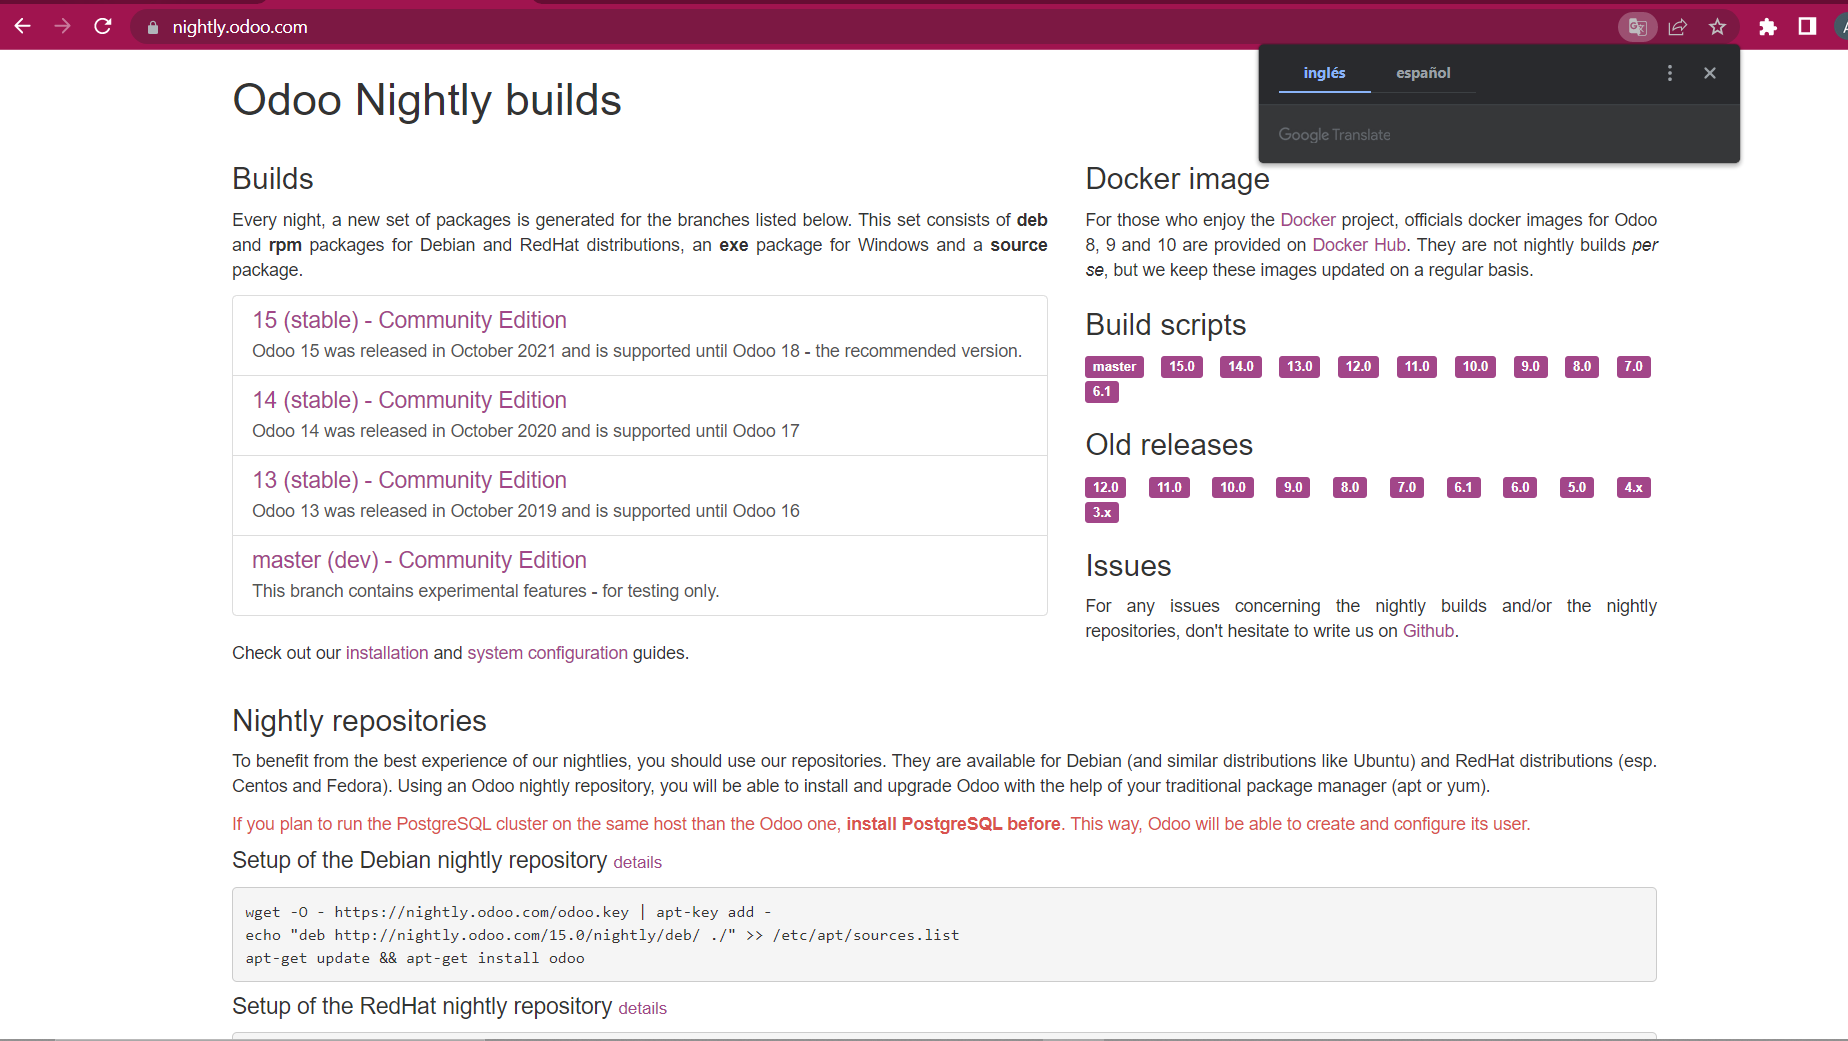 nightly.odoo.com
inglés español
Google Translate
Odoo Nightly builds
Builds
Every night, a new set of packages is generated for the branches listed below. This set consists of deb
and rpm packages for Debian and RedHat distributions, an exe package for Windows and a source
package.
15 (stable) - Community Edition
Odoo 15 was released in October 2021 and is supported until Odoo 18 - the recommended version.
14 (stable) - Community Edition
Odoo 14 was released in October 2020 and is supported until Odoo 17
13 (stable) - Community Edition
Odoo 13 was released in October 2019 and is supported until Odoo 16
master (dev) - Community Edition
This branch contains experimental features - for testing only.
Check out our installation and system configuration guides.
Docker image
For those who enjoy the Docker project, officials docker images for Odoo
8, 9 and 10 are provided on Docker Hub. They are not nightly builds per
se, but we keep these images updated on a regular basis.
Build scripts
master 15.0 14.0 13.0 12.0 11.0 10.0 9.0 8.0 7.0
6.1
Old releases
12.0 11.0 10.0 9.0 8.0 7.0 6.1 6.0 5.0 4.x
3.x
Issues
For any issues concerning the nightly builds and/or the nightly
repositories, don't hesitate to write us on Github.
Nightly repositories
To benefit from the best experience of our nightlies, you should use our repositories. They are available for Debian (and similar distributions like Ubuntu) and RedHat distributions (esp.
Centos and Fedora). Using an Odoo nightly repository, you will be able to install and upgrade Odoo with the help of your traditional package manager (apt or yum).
If you plan to run the PostgreSQL cluster on the same host than the Odoo one, install PostgreSQL before. This way, Odoo will be able to create and configure its user.
Setup of the Debian nightly repository details
wget -O - https://nightly.odoo.com/odoo.key | apt-key add -
echo "deb http://nightly.odoo.com/15.0/nightly/deb/ ./" >> /etc/apt/sources.list
apt-get update && apt-get install odoo
Setup of the RedHat nightly repository details